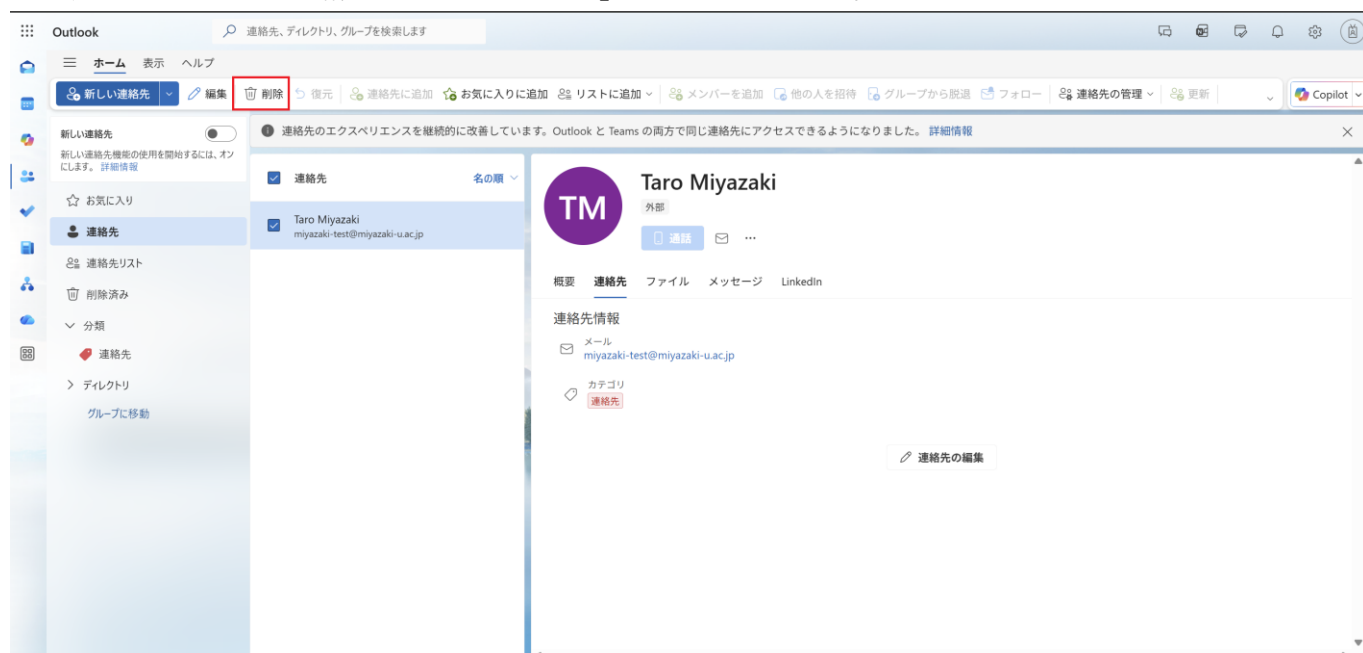 Outlook
連絡先、ディレクトリ、グループを検索します
ホーム 表示 ヘルプ
新しい連絡先 編集 削除 復元 連絡先に追加 お気に入りに追加 リストに追加 メンバーを追加 他の人を招待 グループから脱退 フォロー 連絡先の管理 更新 Copilot
新しい連絡先
新しい連絡先機能の使用を開始するには、オン
にします。 詳細情報
お気に入り
連絡先
連絡先リスト
削除済み
分類
連絡先
ディレクトリ
グループに移動
連絡先のエクスペリエンスを継続的に改善しています。Outlook と Teams の両方で同じ連絡先にアクセスできるようになりました。 詳細情報
連絡先 名の順
Taro Miyazaki
miyazaki-test@miyazaki-u.ac.jp
TM
Taro Miyazaki
外部
通話
概要 連絡先 ファイル メッセージ LinkedIn
連絡先情報
メール
miyazaki-test@miyazaki-u.ac.jp
カテゴリ
連絡先
連絡先の編集